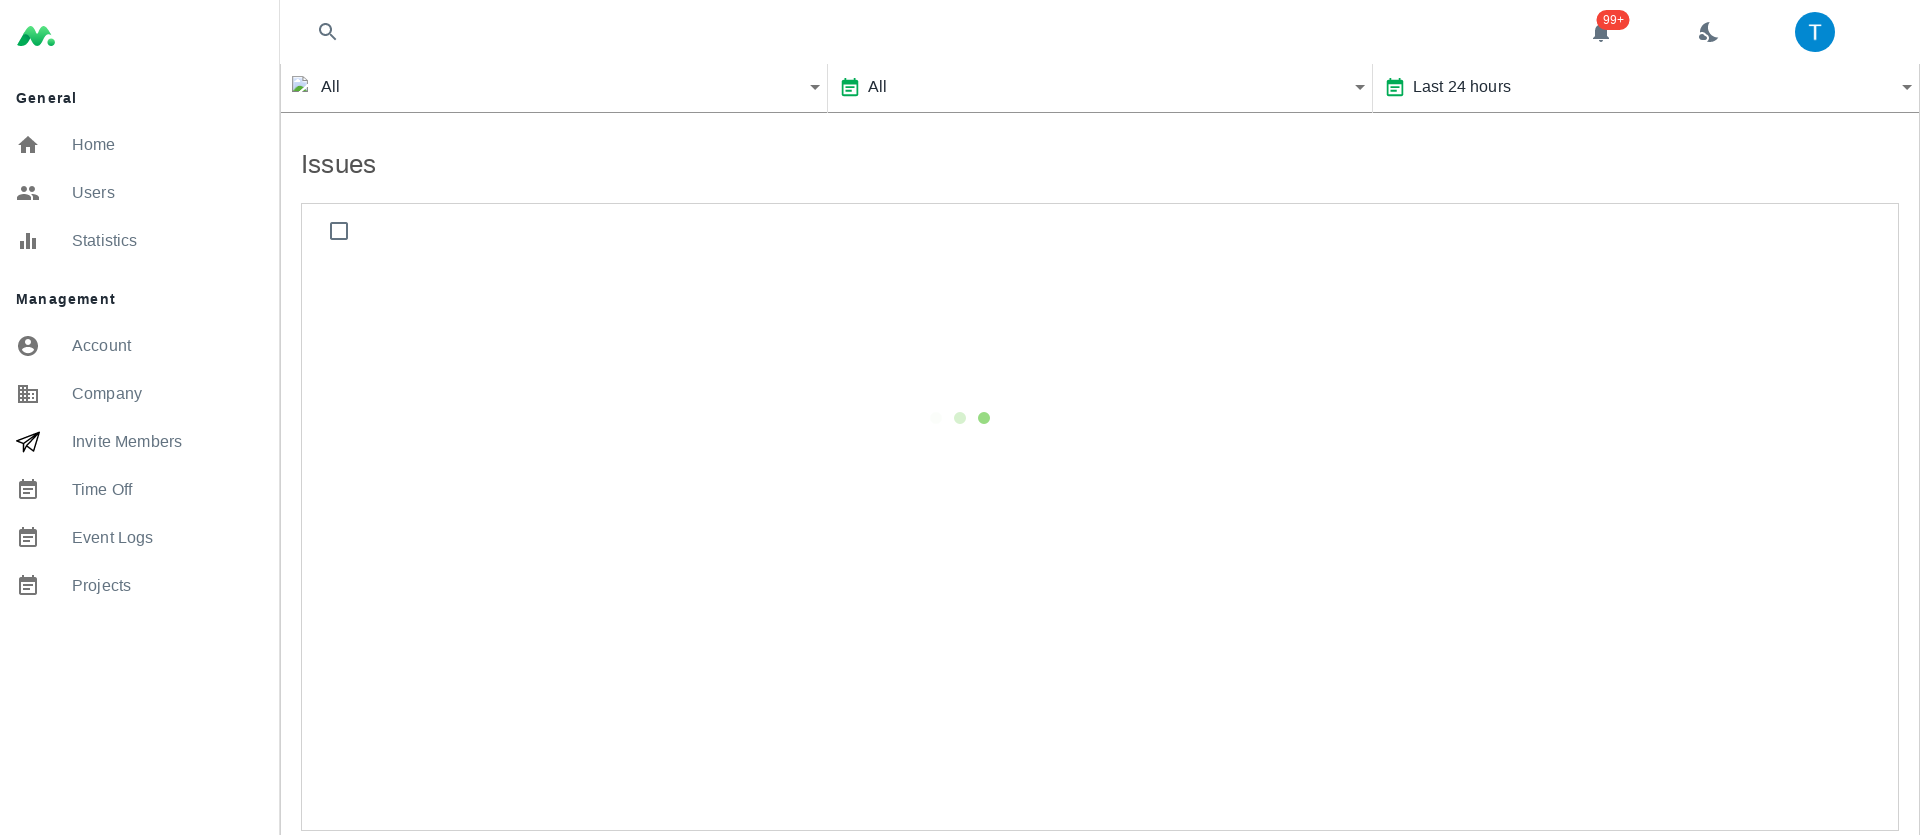 99+
T
All
All
Last 24 hours
General
Home
Users
Statistics
Management
Account
Company
Invite Members
Time Off
Event Logs
Projects
Issues